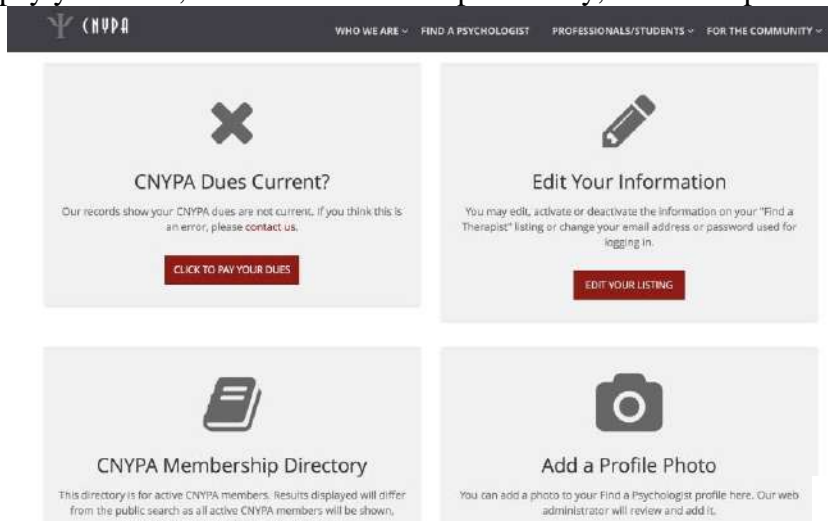 CNYPA
WHO WE ARE FIND A PSYCHOLOGIST PROFESSIONALS/STUDENTS FOR THE COMMUNITY
CNYPA Dues Current?
Our records show your CNYPA dues are not current. If you think this is
an error, please contact us.
CLICK TO PAY YOUR DUES
Edit Your Information
You may edit, activate or deactivate the information on your "Find a
Therapist" listing or change your email address or password used for
logging in.
EDIT YOUR LISTING
CNYPA Membership Directory
This directory is for active CNYPA members. Results displayed will differ
from the public search as all active CNYPA members will be shown,
Add a Profile Photo
You can add a photo to your Find a Psychologist profile here. Our web
administrator will review and add it.